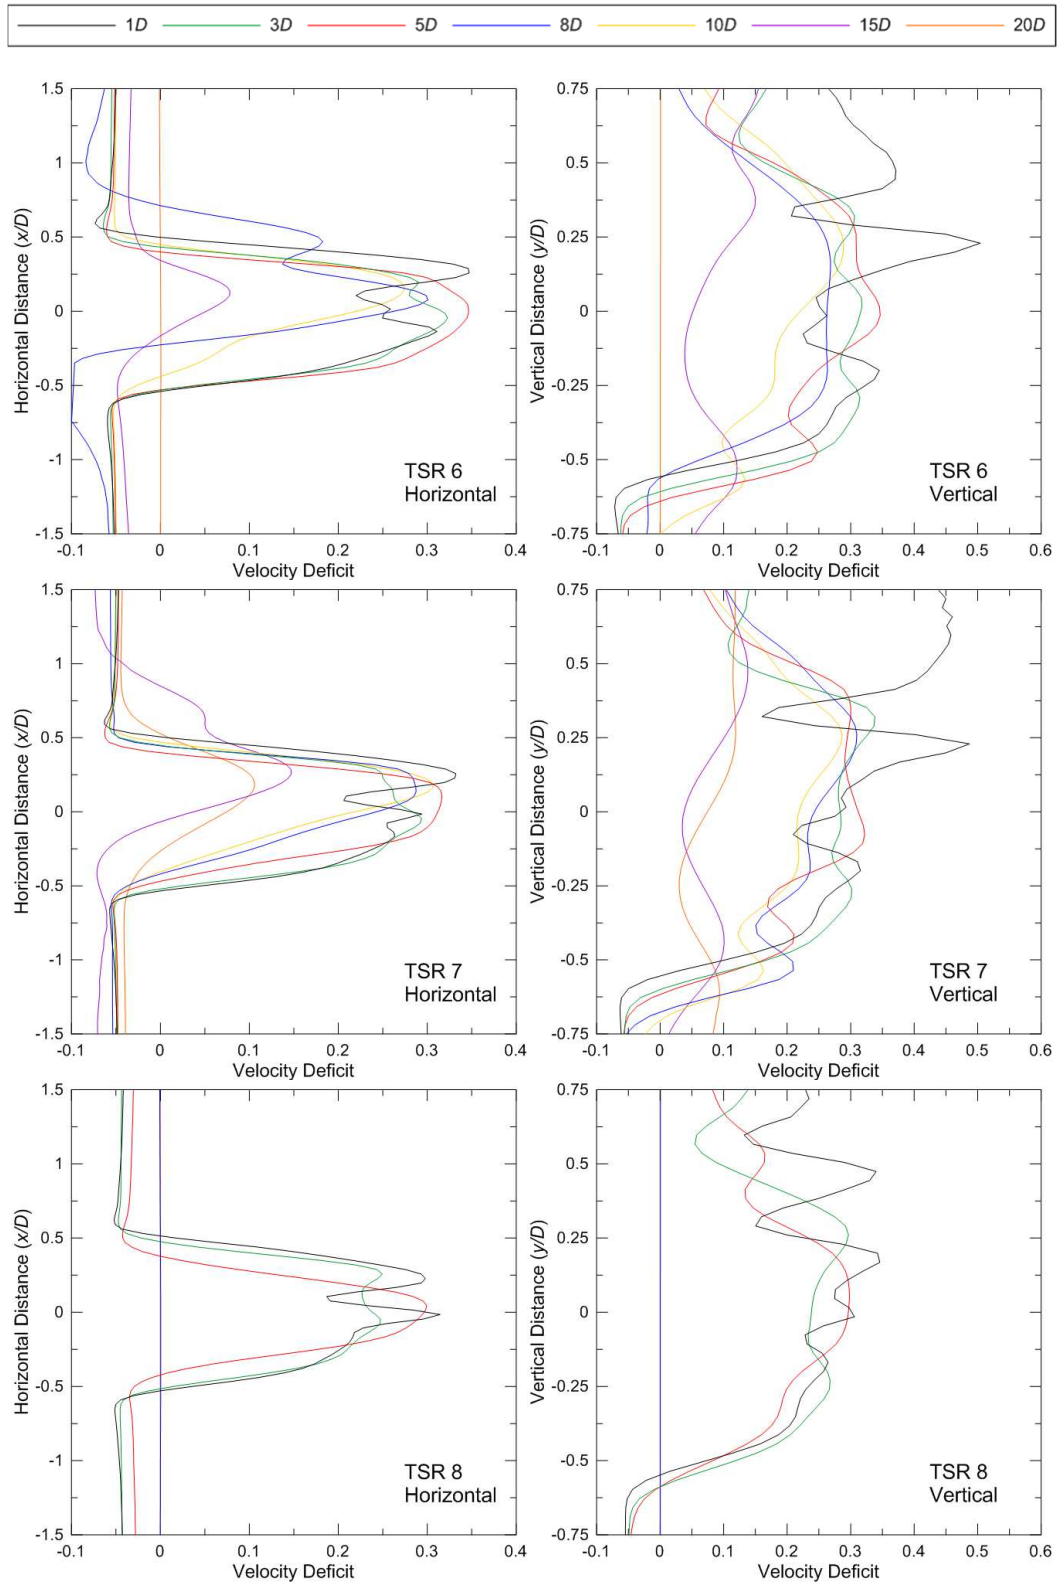 1D 3D 5D 8D 10D 15D 20D
1.5
1
0.5
0
-0.5
-1
-1.5
Horizontal Distance (x/D)
TSR 6
Horizontal
-0.1 0 0.1 0.2 0.3 0.4
Velocity Deficit
0.75
0.5
0.25
0
-0.25
-0.5
-0.75
Vertical Distance (y/D)
TSR 6
Vertical
-0.1 0 0.1 0.2 0.3 0.4 0.5 0.6
Velocity Deficit
1.5
1
0.5
0
-0.5
-1
-1.5
Horizontal Distance (x/D)
TSR 7
Horizontal
-0.1 0 0.1 0.2 0.3 0.4
Velocity Deficit
0.75
0.5
0.25
0
-0.25
-0.5
-0.75
Vertical Distance (y/D)
TSR 7
Vertical
-0.1 0 0.1 0.2 0.3 0.4 0.5 0.6
Velocity Deficit
1.5
1
0.5
0
-0.5
-1
-1.5
Horizontal Distance (x/D)
TSR 8
Horizontal
-0.1 0 0.1 0.2 0.3 0.4
Velocity Deficit
0.75
0.5
0.25
0
-0.25
-0.5
-0.75
Vertical Distance (y/D)
TSR 8
Vertical
-0.1 0 0.1 0.2 0.3 0.4 0.5 0.6
Velocity Deficit